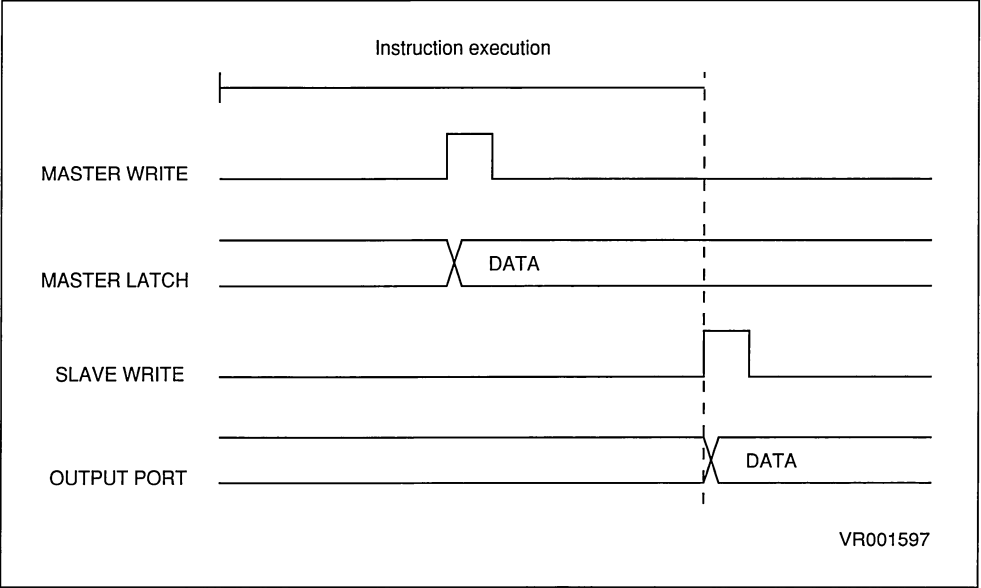 Instruction execution
MASTER WRITE
MASTER LATCH
DATA
SLAVE WRITE
OUTPUT PORT
DATA
VR001597